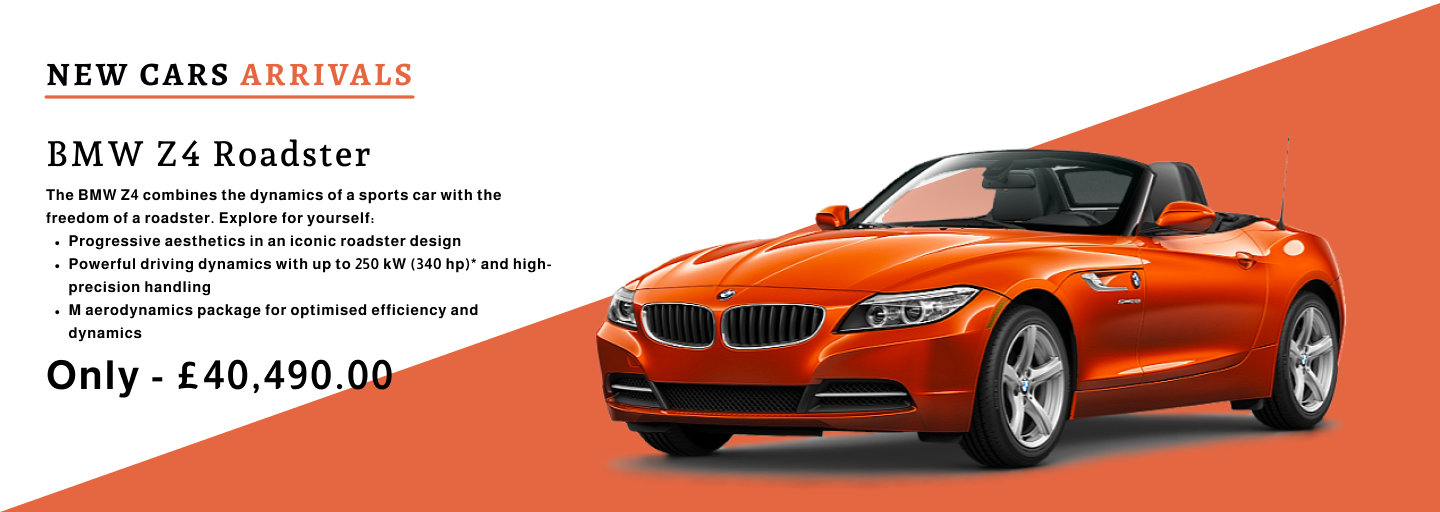 NEW CARS ARRIVALS
BMW Z4 Roadster
The BMW Z4 combines the dynamics of a sports car with the
freedom of a roadster. Explore for yourself:
• Progressive aesthetics in an iconic roadster design
• Powerful driving dynamics with up to 250 kW (340 hp)* and high-
precision handling
• M aerodynamics package for optimised efficiency and
dynamics
Only - £40,490.00